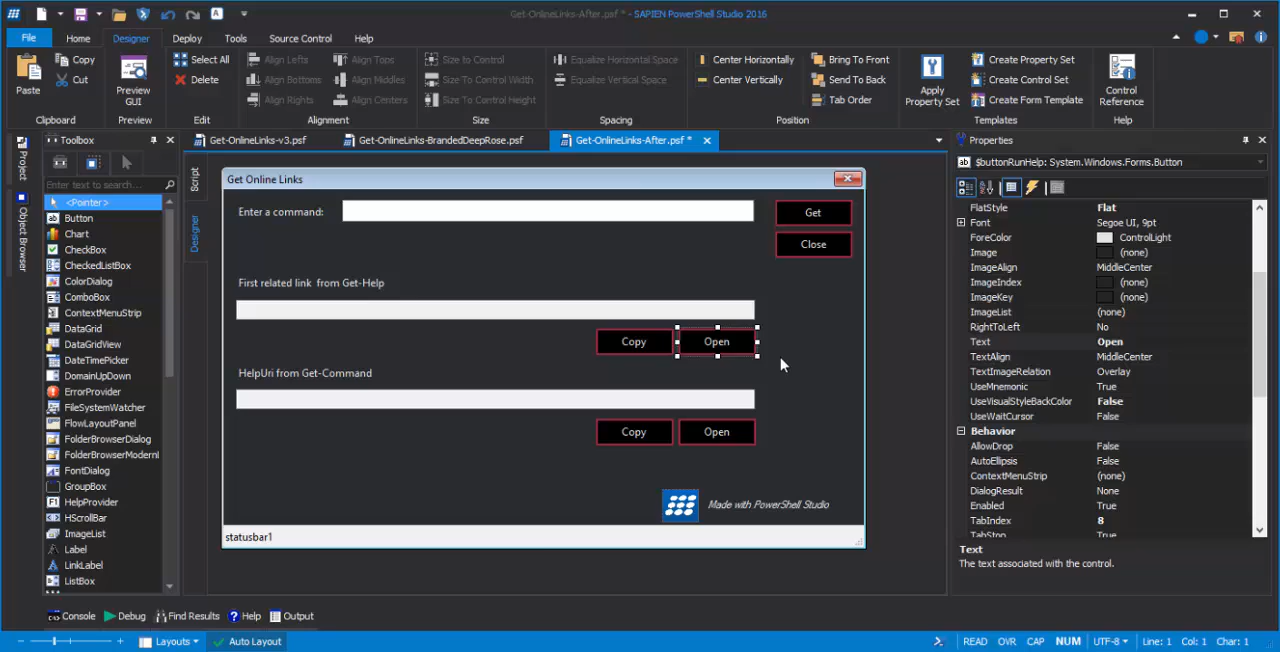 Get-OnlineLinks-After.psf * - SAPIEN PowerShell Studio 2016
File Home Designer Deploy Tools Source Control Help
Paste
Copy
Cut
Clipboard
Preview GUI
Preview
Select All
Delete
Edit
Align Lefts Align Tops
Align Bottoms Align Middles
Align Rights Align Centers
Alignment
Size to Control
Size To Control Width
Size To Control Height
Size
Equalize Horizontal Space
Equalize Vertical Space
Spacing
Center Horizontally Bring To Front
Center Vertically Send To Back
Tab Order
Position
Apply Property Set
Create Property Set
Create Control Set
Create Form Template
Templates
Control Reference
Help
Project
Object Browser
Toolbox
Enter text to search...
<Pointer>
Button
Chart
CheckBox
CheckedListBox
ColorDialog
ComboBox
ContextMenuStrip
DataGrid
DataGridView
DateTimePicker
DomainUpDown
ErrorProvider
FileSystemWatcher
FlowLayoutPanel
FolderBrowserDialog
FolderBrowserModernI
FontDialog
GroupBox
HelpProvider
HScrollBar
ImageList
Label
LinkLabel
ListBox
Get-OnlineLinks-v3.psf Get-OnlineLinks-BrandedDeepRose.psf Get-OnlineLinks-After.psf *
Script
Designer
Get Online Links
Enter a command: Get
Close
First related link from Get-Help
Copy Open
HelpUri from Get-Command
Copy Open
Made with PowerShell Studio
statusbar1
Properties
$buttonRunHelp: System.Windows.Forms.Button
FlatStyle Flat
Font Segoe UI, 9pt
ForeColor ControlLight
Image (none)
ImageAlign MiddleCenter
ImageIndex (none)
ImageKey (none)
ImageList (none)
RightToLeft No
Text Open
TextAlign MiddleCenter
TextImageRelation Overlay
UseMnemonic True
UseVisualStyleBackColor False
UseWaitCursor False
Behavior
AllowDrop False
AutoEllipsis False
ContextMenuStrip (none)
DialogResult None
Enabled True
TabIndex 8
TabStop True
Text
The text associated with the control.
Console Debug Find Results Help Output
Layouts Auto Layout READ OVR CAP NUM UTF-8 Line: 1 Col: 1 Char: 1